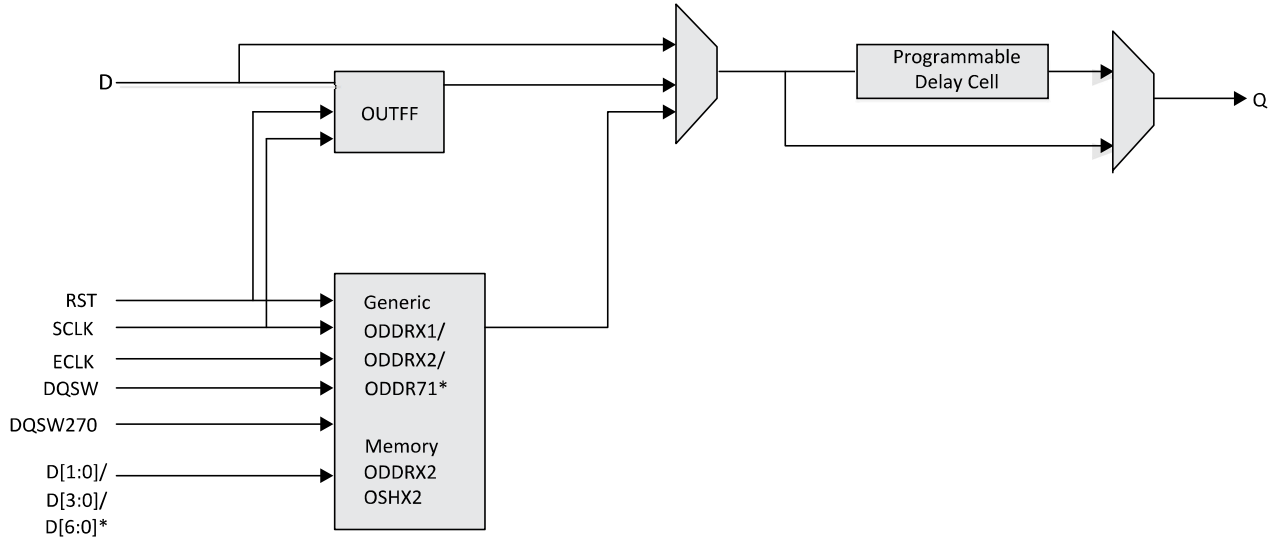 D
OUTFF
Programmable
Delay Cell
Q
RST
SCLK
ECLK
DQSW
DQSW270
D[1:0]/
D[3:0]/
D[6:0]*
Generic
ODDRX1/
ODDRX2/
ODDR71*
Memory
ODDRX2
OSHX2